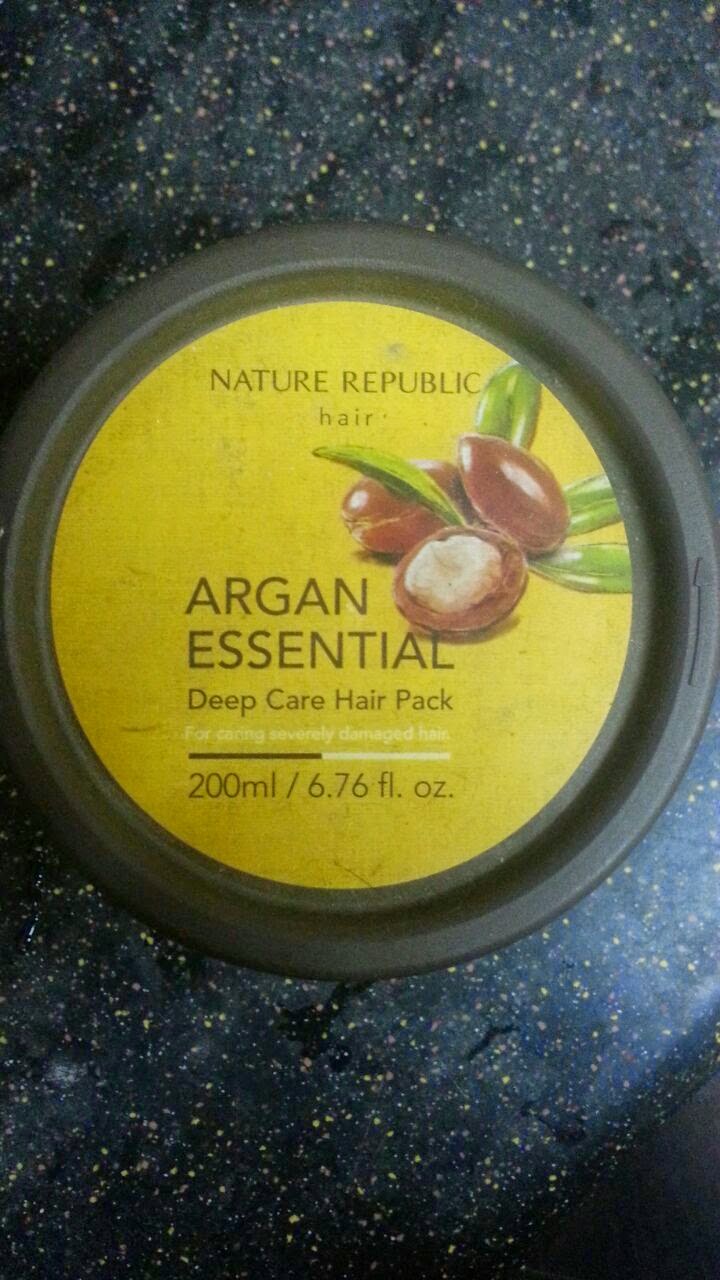 NATURE REPUBLIC
hair
ARGAN
ESSENTIAL
Deep Care Hair Pack
For caring severely damaged hair.
200ml / 6.76 fl. oz.